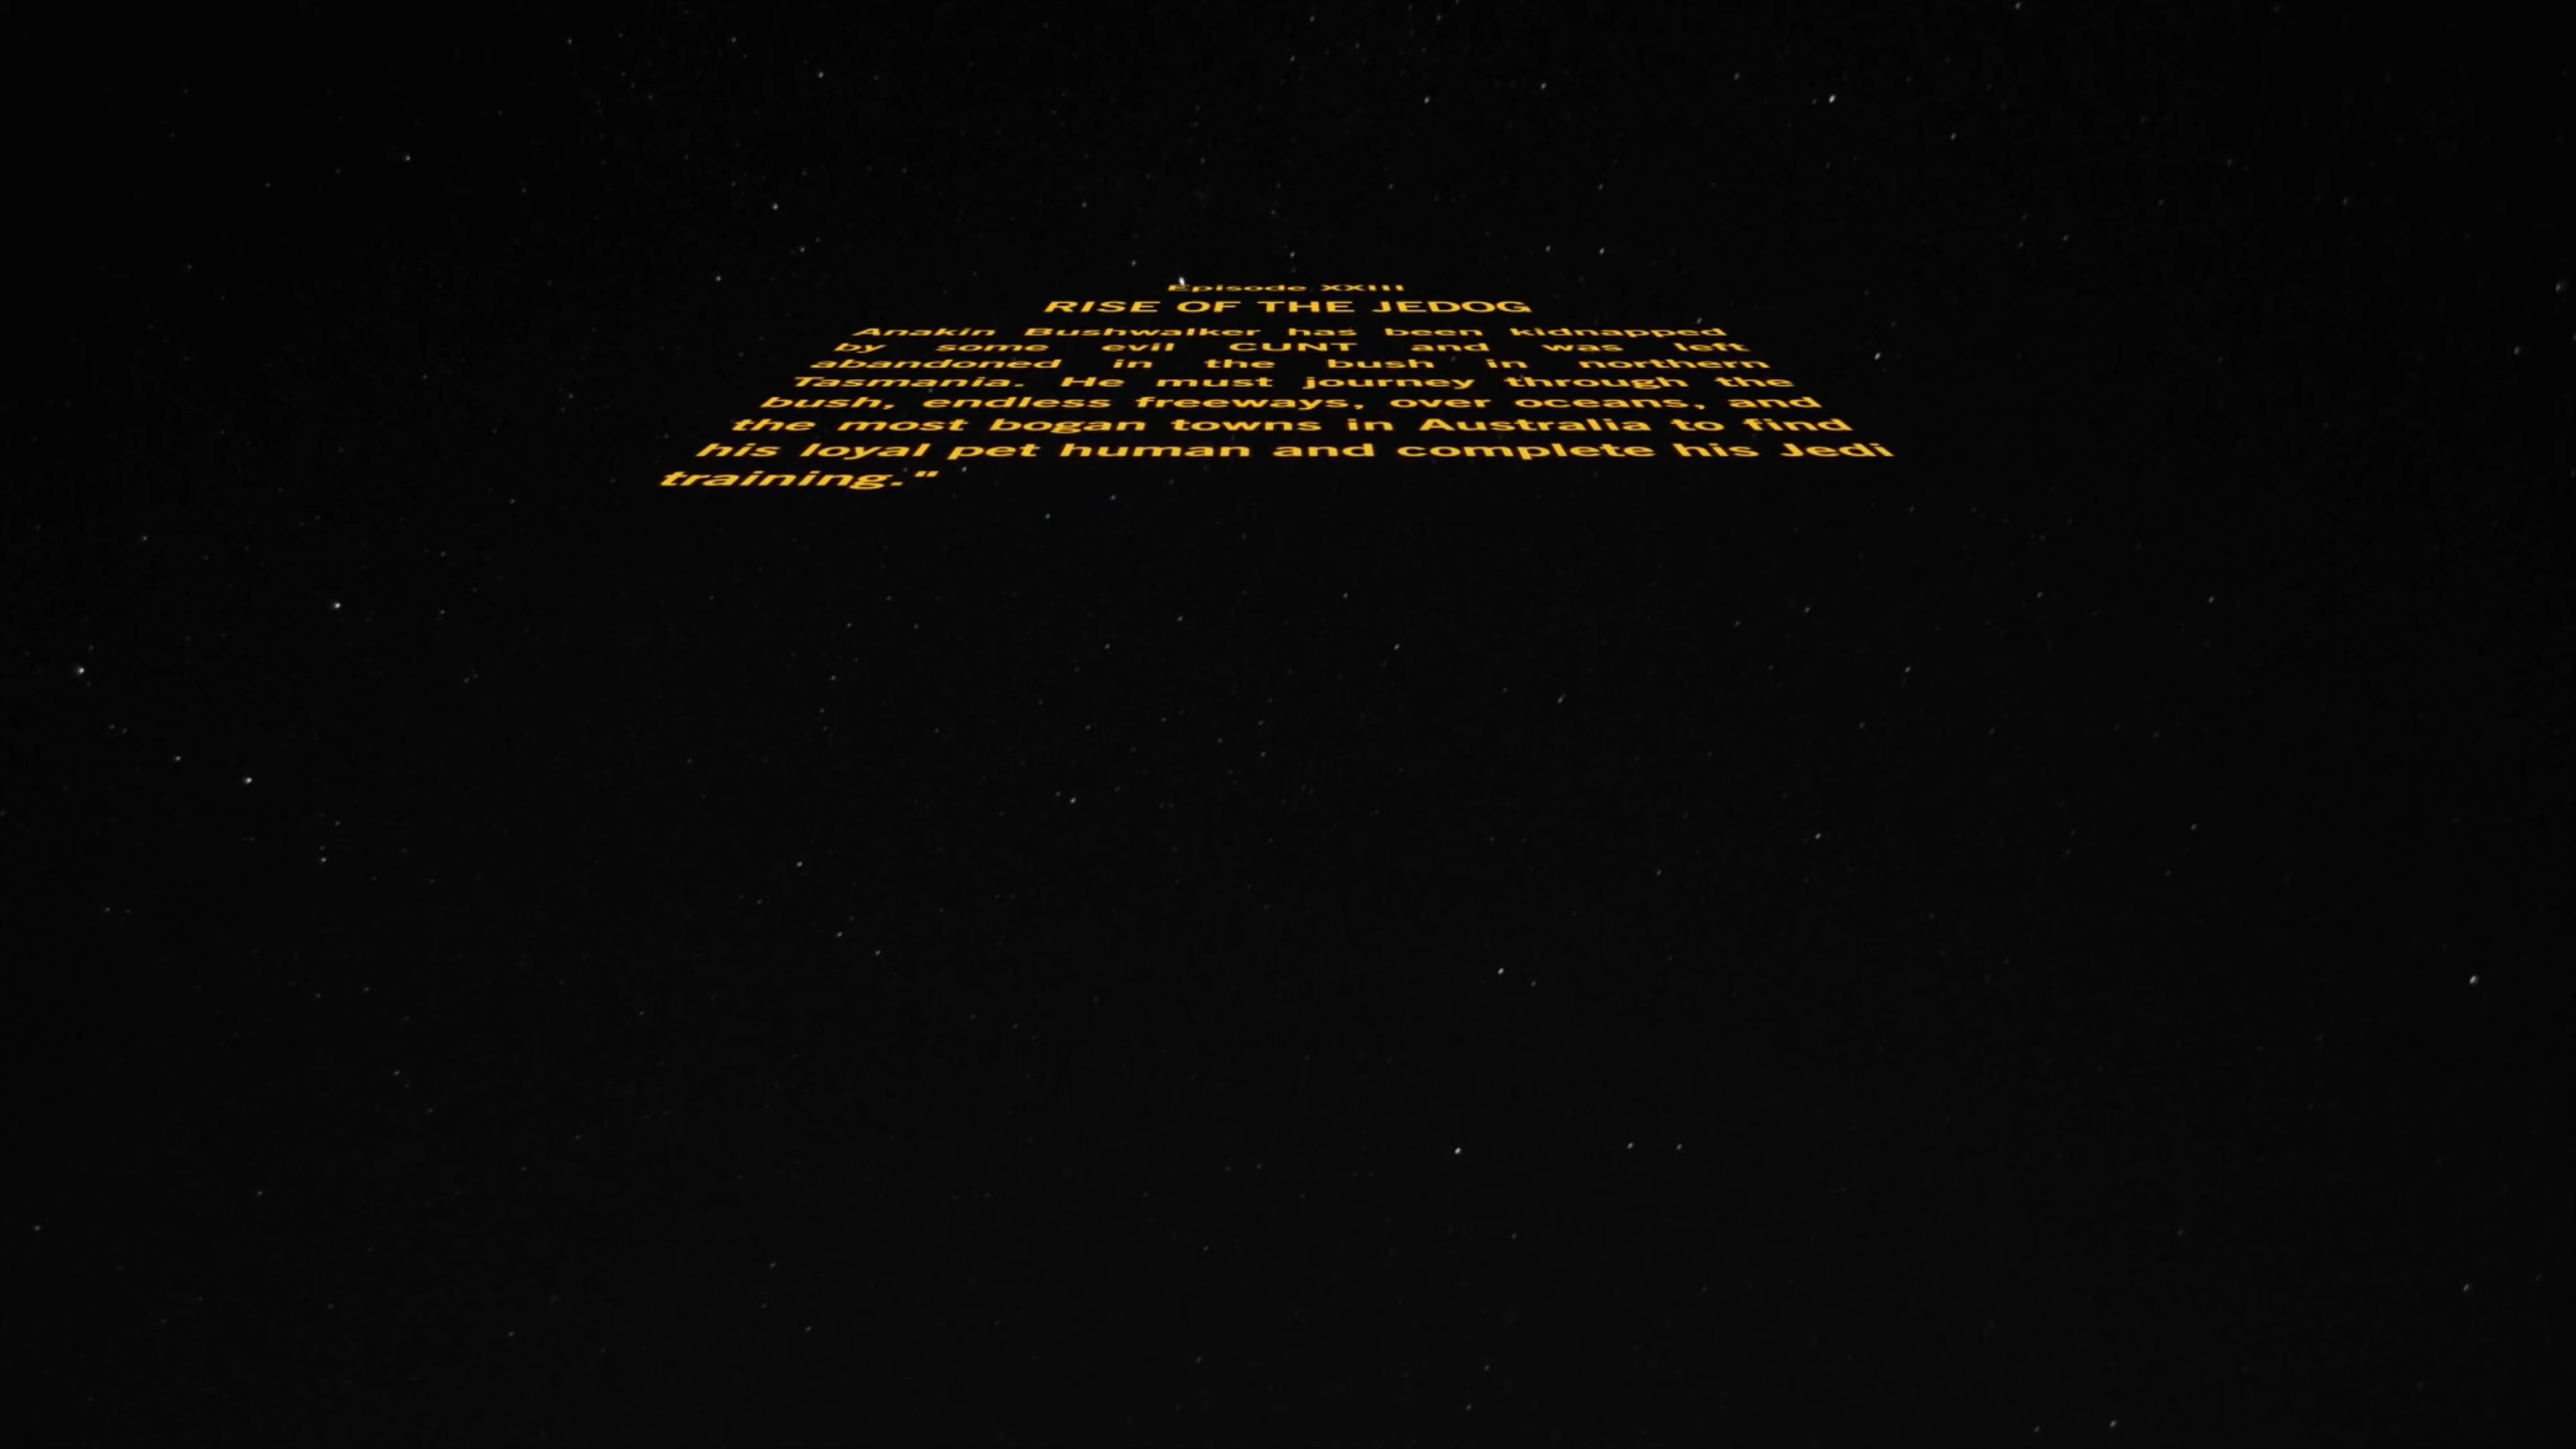 Episode XXIII
RISE OF THE JEDOG
Anakin Bushwalker has been kidnapped
by some evil CUNT and was left
abandoned in the bush in northern
Tasmania. He must journey through the
bush, endless freeways, over oceans, and
the most bogan towns in Australia to find
his loyal pet human and complete his Jedi
training."